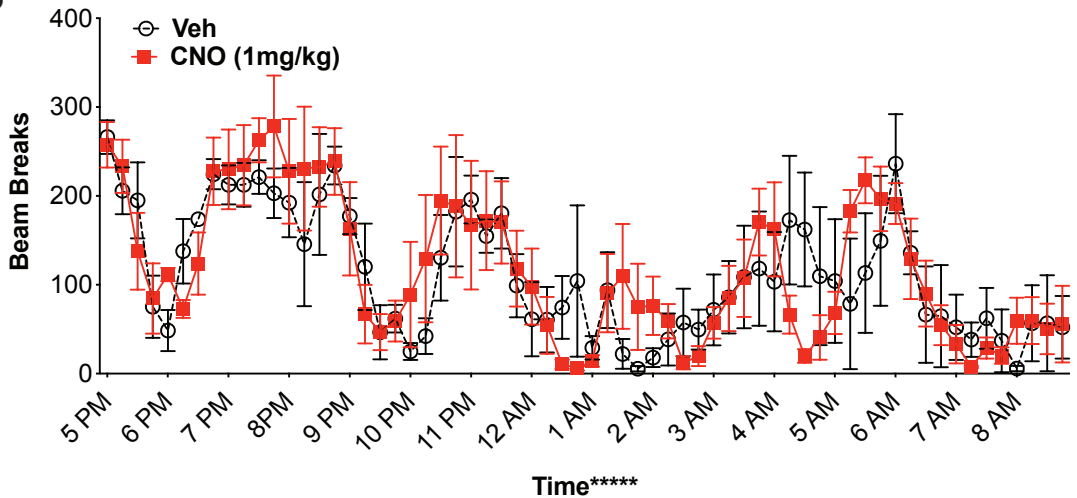 400
300
200
100
0
Beam Breaks
Veh
CNO (1mg/kg)
5 PM
6 PM
7 PM
8PM
9 PM
10 PM
11 PM
12 AM
1 AM
2 AM
3 AM
4 AM
5 AM
6 AM
7 AM
8 AM
Time*****